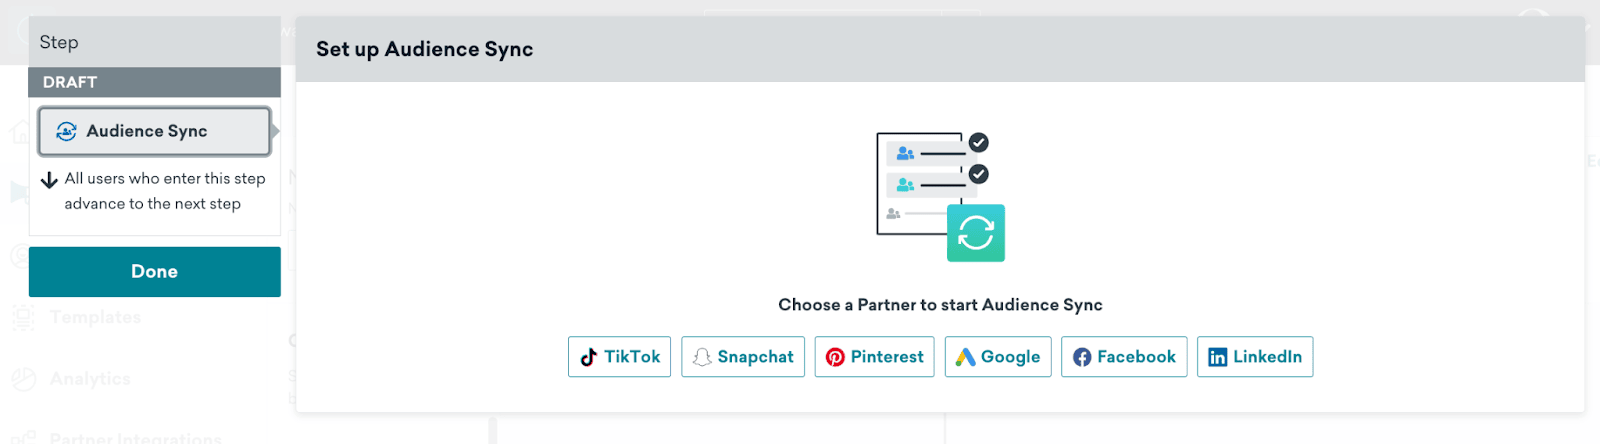 Step
DRAFT
Audience Sync
All users who enter this step
advance to the next step
Done
Templates
Analytics
Partner Integrations
Set up Audience Sync
Choose a Partner to start Audience Sync
TikTok
Snapchat
Pinterest
Google
Facebook
LinkedIn